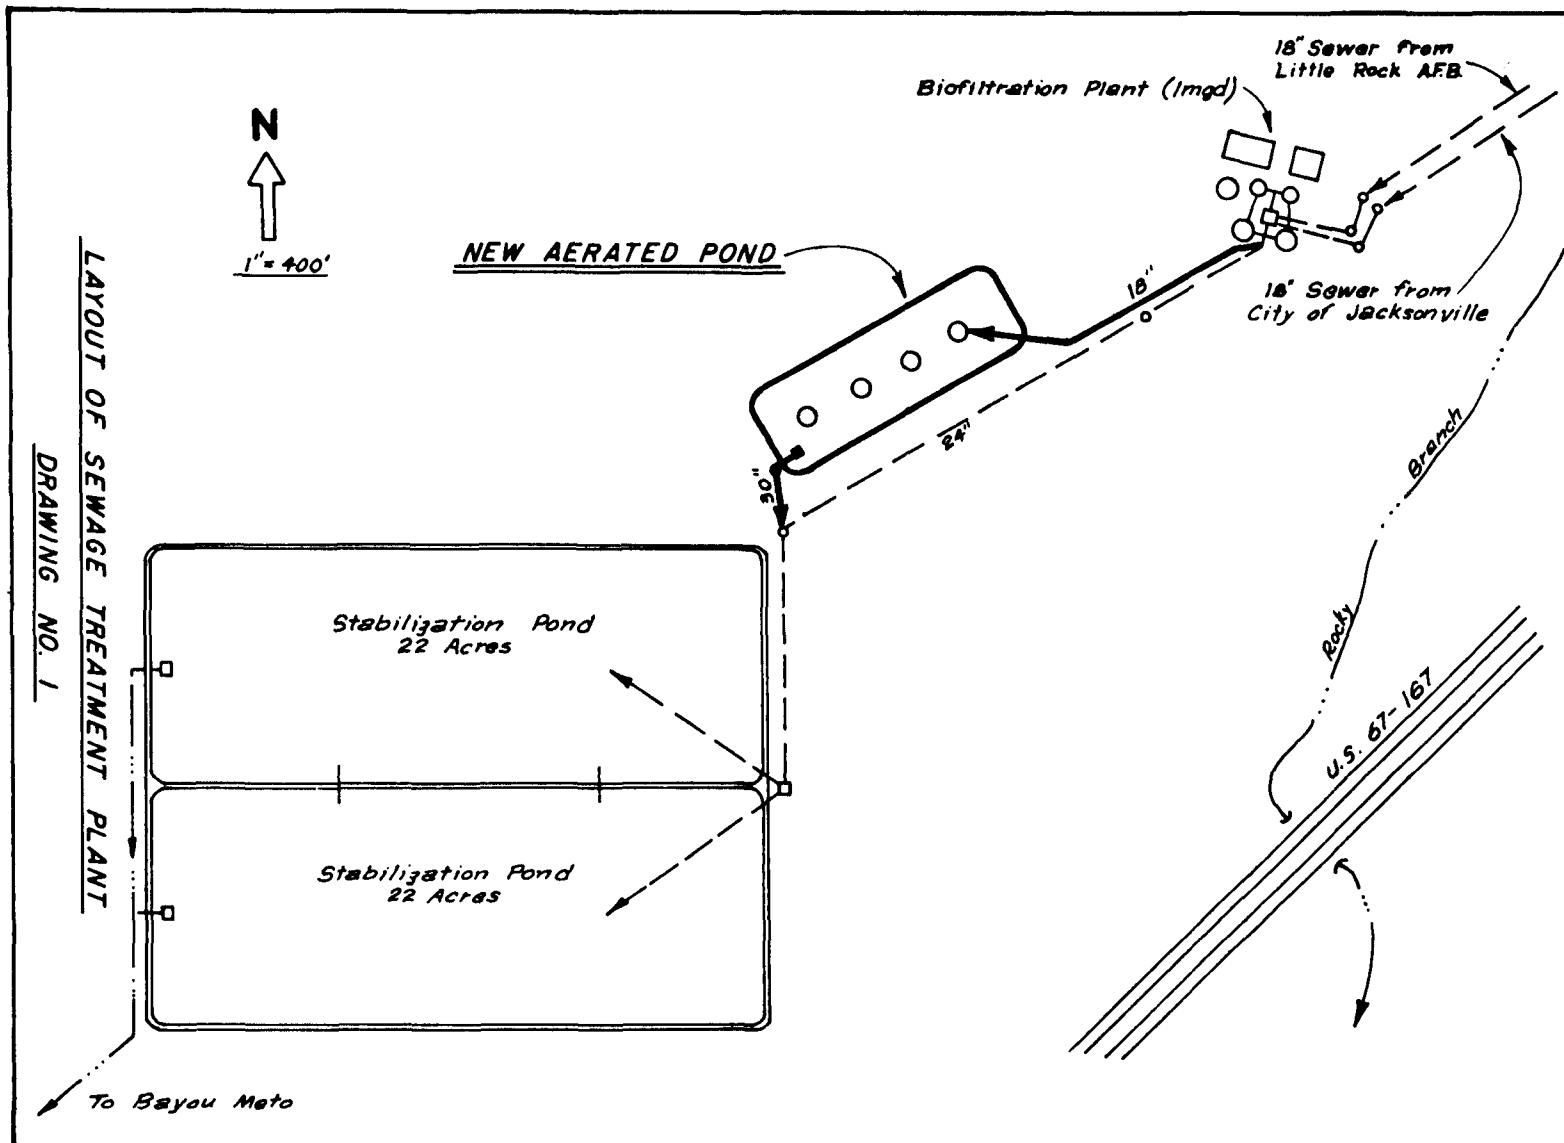 18" Sewer from
Little Rock A.F.B.
Biofiltration Plant (1mgd)
N
1"= 400'
NEW AERATED POND
18"
18" Sewer from
City of Jacksonville
24"
30"
Rocky Branch
U.S. 67-167
Stabilization Pond
22 Acres
Stabilization Pond
22 Acres
To Bayou Meto
LAYOUT OF SEWAGE TREATMENT PLANT
DRAWING NO. 1